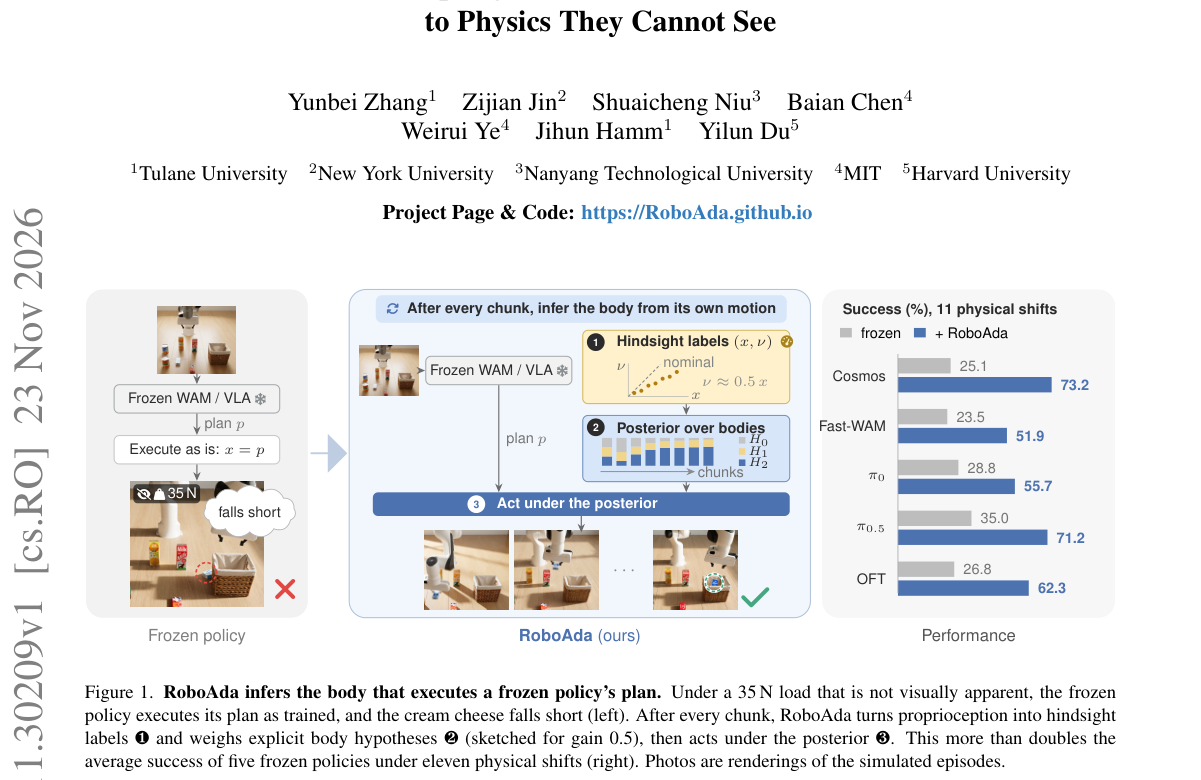 to Physics They Cannot See
Yunbei Zhang1 Zijian Jin2 Shuaicheng Niu3 Baian Chen4
Weirui Ye4 Jihun Hamm1 Yilun Du5
1Tulane University 2New York University 3Nanyang Technological University 4MIT 5Harvard University
Project Page & Code: https://RoboAda.github.io
1.30209v1 [cs.RO] 23 Nov 2026
Frozen WAM / VLA
plan p
Execute as is: x = p
35 N
falls short
Frozen policy
After every chunk, infer the body from its own motion
Frozen WAM / VLA
plan p
1 Hindsight labels (x, ν)
nominal
ν
ν ≈ 0.5 x
x
2 Posterior over bodies
H0
H1
H2
chunks
3 Act under the posterior
. . .
RoboAda (ours)
Success (%), 11 physical shifts
frozen + RoboAda
Cosmos 25.1 73.2
Fast-WAM 23.5 51.9
π0 28.8 55.7
π0.5 35.0 71.2
OFT 26.8 62.3
Performance
Figure 1. RoboAda infers the body that executes a frozen policy's plan. Under a 35 N load that is not visually apparent, the frozen
policy executes its plan as trained, and the cream cheese falls short (left). After every chunk, RoboAda turns proprioception into hindsight
labels ❶ and weighs explicit body hypotheses ❷ (sketched for gain 0.5), then acts under the posterior ❸. This more than doubles the
average success of five frozen policies under eleven physical shifts (right). Photos are renderings of the simulated episodes.